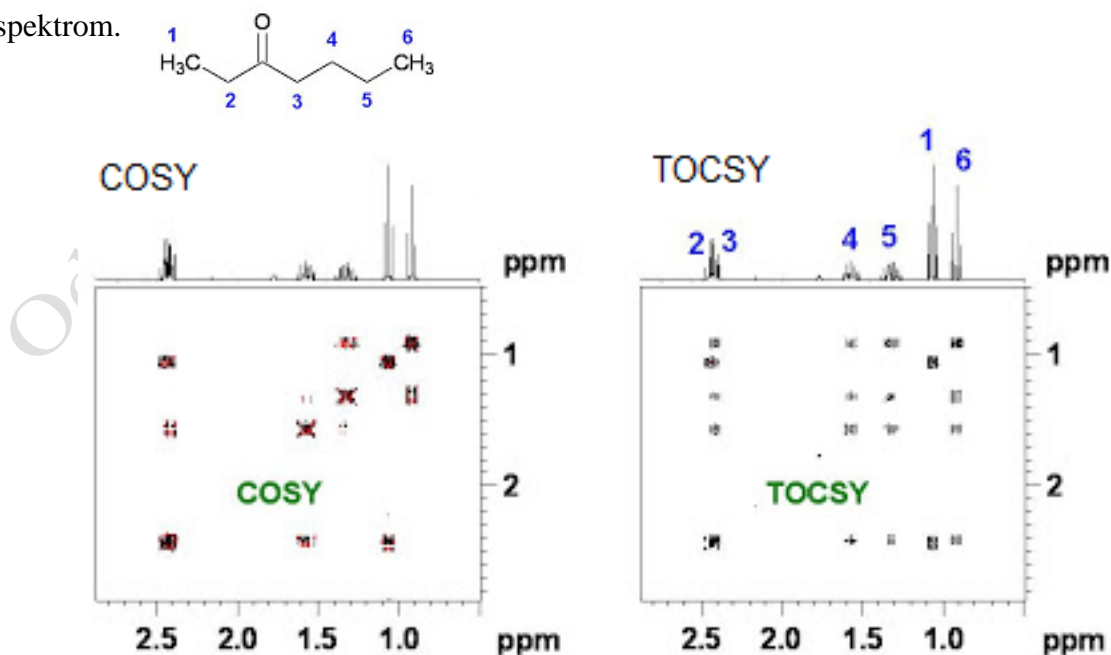 spektrom.
O
1 4 6
H₃C CH₃
2 3 5
COSY TOCSY
1
6
2 3 4 5
ppm ppm
1 1
COSY TOCSY
2 2
2.5 2.0 1.5 1.0 ppm 2.5 2.0 1.5 1.0 ppm